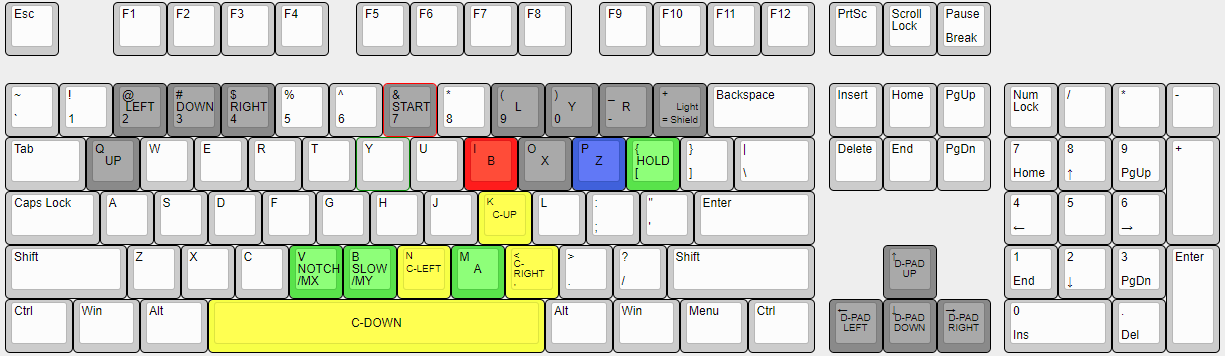 Esc F1 F2 F3 F4 F5 F6 F7 F8 F9 F10 F11 F12 PrtSc Scroll Lock Pause Break
~ ` ! 1 @ LEFT 2 # DOWN 3 $ RIGHT 4 % 5 ^ 6 & START 7 * 8 ( L 9 ) Y 0 _ R - + Light = Shield Backspace Insert Home PgUp Num Lock / * -
Tab Q UP W E R T Y U I B O X P Z { HOLD [ } ] | \ Delete End PgDn 7 Home 8 ↑ 9 PgUp +
Caps Lock A S D F G H J K C-UP L : ; " ' Enter 4 ← 5 6 →
Shift Z X C V NOTCH /MX B SLOW /MY N C-LEFT M A < C- RIGHT , > . ? / Shift ↑ D-PAD UP 1 End 2 ↓ 3 PgDn Enter
Ctrl Win Alt C-DOWN Alt Win Menu Ctrl ← D-PAD LEFT ↓ D-PAD DOWN → D-PAD RIGHT 0 Ins . Del